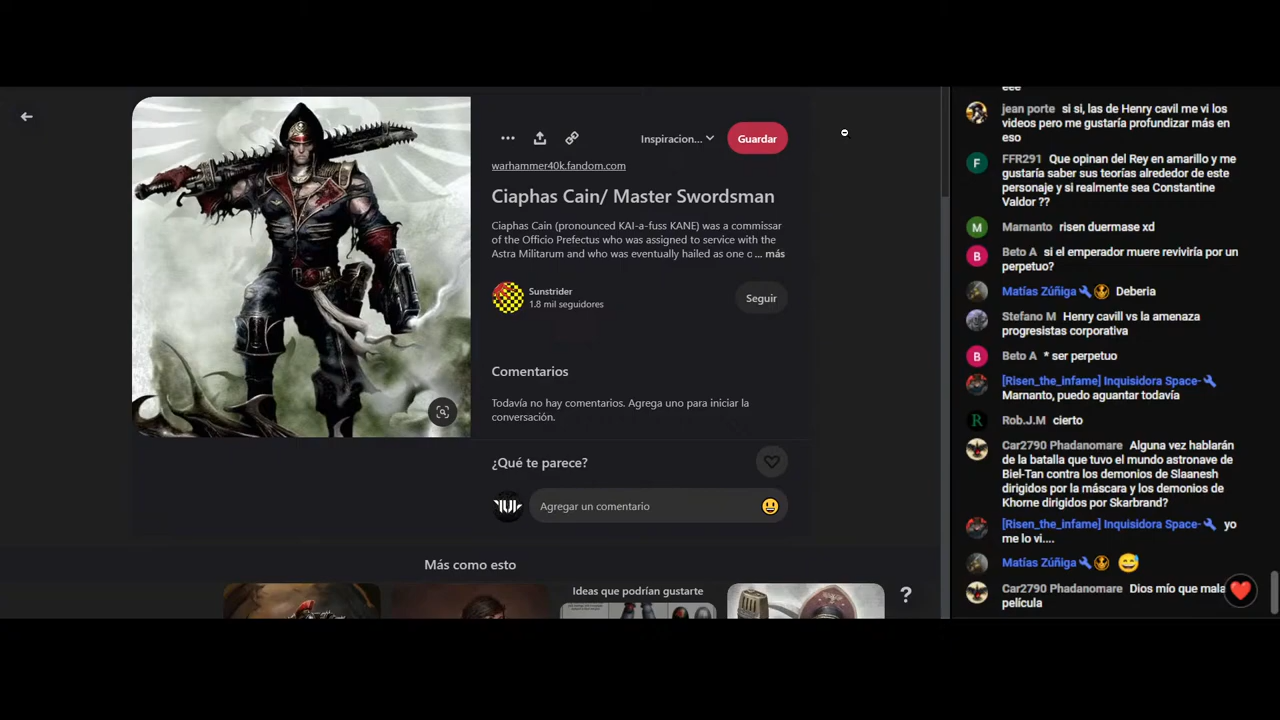 Inspiracion...
Guardar
warhammer40k.fandom.com
Ciaphas Cain/ Master Swordsman
Ciaphas Cain (pronounced KAI-a-fuss KANE) was a commissar
of the Officio Prefectus who was assigned to service with the
Astra Militarum and who was eventually hailed as one o ... más
Sunstrider
1.8 mil seguidores
Seguir
Comentarios
Todavía no hay comentarios. Agrega uno para iniciar la
conversación.
¿Qué te parece?
Agregar un comentario
Más como esto
Ideas que podrían gustarte
?
eee
jean porte si si, las de Henry cavil me vi los
videos pero me gustaría profundizar más en
eso
F
FFR291 Que opinan del Rey en amarillo y me
gustaría saber sus teorías alrededor de este
personaje y si realmente sea Constantine
Valdor ??
M
Marnanto risen duermase xd
B
Beto A si el emperador muere reviviría por un
perpetuo?
Matías Zúñiga Deberia
Stefano M Henry cavill vs la amenaza
progresistas corporativa
B
Beto A * ser perpetuo
[Risen_the_infame] Inquisidora Space-
Marnanto, puedo aguantar todavía
R
Rob.J.M cierto
Car2790 Phadanomare Alguna vez hablarán
de la batalla que tuvo el mundo astronave de
Biel-Tan contra los demonios de Slaanesh
dirigidos por la máscara y los demonios de
Khorne dirigidos por Skarbrand?
[Risen_the_infame] Inquisidora Space- yo
me lo vi....
Matías Zúñiga
Car2790 Phadanomare Dios mío que mala
película